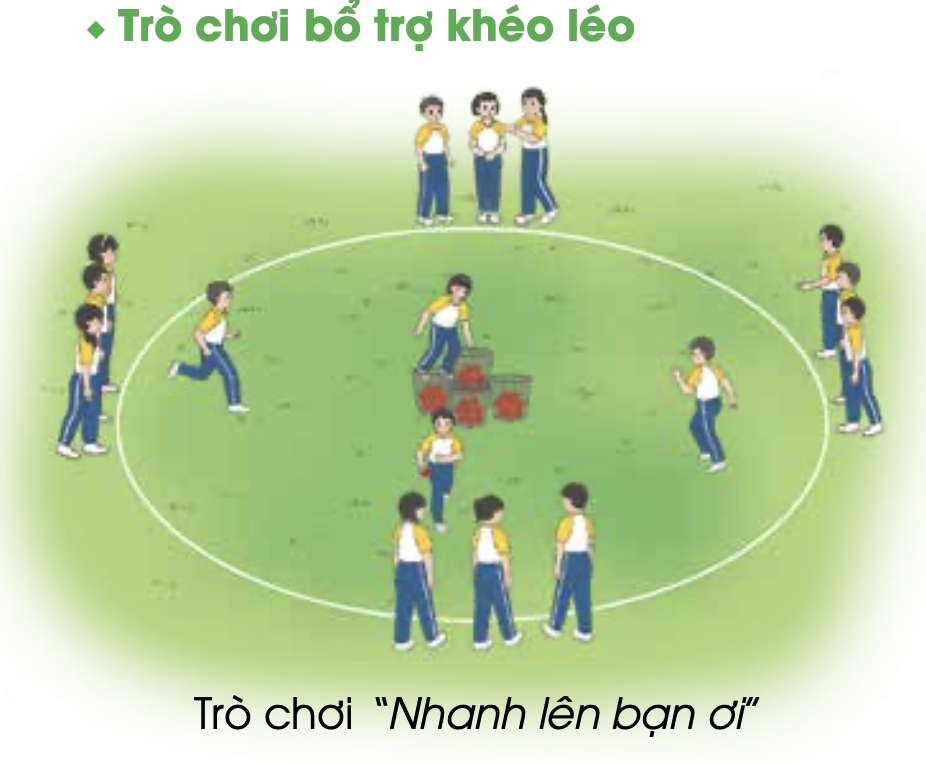 ◆ Trò chơi bổ trợ khéo léo
Trò chơi “Nhanh lên bạn ơi”